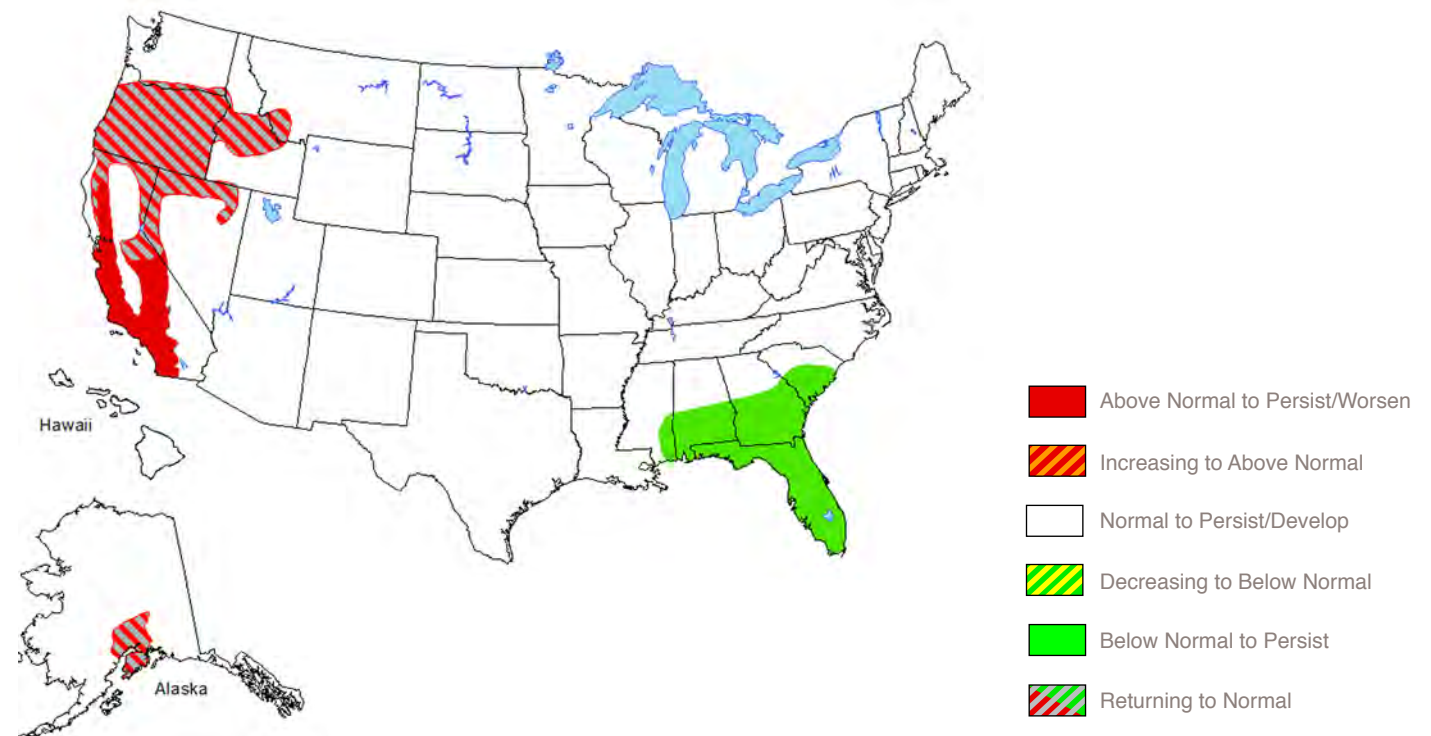 Hawaii
Alaska
Above Normal to Persist/Worsen
Increasing to Above Normal
Normal to Persist/Develop
Decreasing to Below Normal
Below Normal to Persist
Returning to Normal